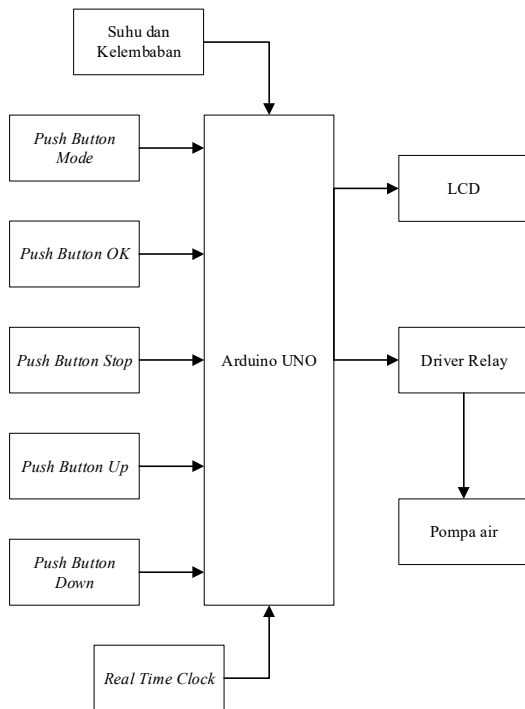 Suhu dan
Kelembaban
Push Button
Mode
LCD
Push Button OK
Push Button Stop
Arduino UNO
Driver Relay
Push Button Up
Pompa air
Push Button
Down
Real Time Clock